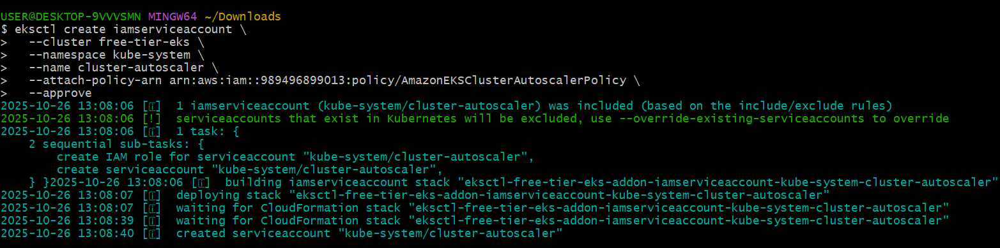 USER@DESKTOP-9VVVSMN MINGW64 ~/Downloads
$ eksctl create iamserviceaccount \
>   --cluster free-tier-eks \
>   --namespace kube-system \
>   --name cluster-autoscaler \
>   --attach-policy-arn arn:aws:iam::989496899013:policy/AmazonEKSClusterAutoscalerPolicy \
>   --approve
2025-10-26 13:08:06 [ℹ]  1 iamserviceaccount (kube-system/cluster-autoscaler) was included (based on the include/exclude rules)
2025-10-26 13:08:06 [!]  serviceaccounts that exist in Kubernetes will be excluded, use --override-existing-serviceaccounts to override
2025-10-26 13:08:06 [ℹ]  1 task: {
    2 sequential sub-tasks: {
        create IAM role for serviceaccount "kube-system/cluster-autoscaler",
        create serviceaccount "kube-system/cluster-autoscaler",
    } }2025-10-26 13:08:06 [ℹ]  building iamserviceaccount stack "eksctl-free-tier-eks-addon-iamserviceaccount-kube-system-cluster-autoscaler"
2025-10-26 13:08:07 [ℹ]  deploying stack "eksctl-free-tier-eks-addon-iamserviceaccount-kube-system-cluster-autoscaler"
2025-10-26 13:08:07 [ℹ]  waiting for CloudFormation stack "eksctl-free-tier-eks-addon-iamserviceaccount-kube-system-cluster-autoscaler"
2025-10-26 13:08:39 [ℹ]  waiting for CloudFormation stack "eksctl-free-tier-eks-addon-iamserviceaccount-kube-system-cluster-autoscaler"
2025-10-26 13:08:40 [ℹ]  created serviceaccount "kube-system/cluster-autoscaler"